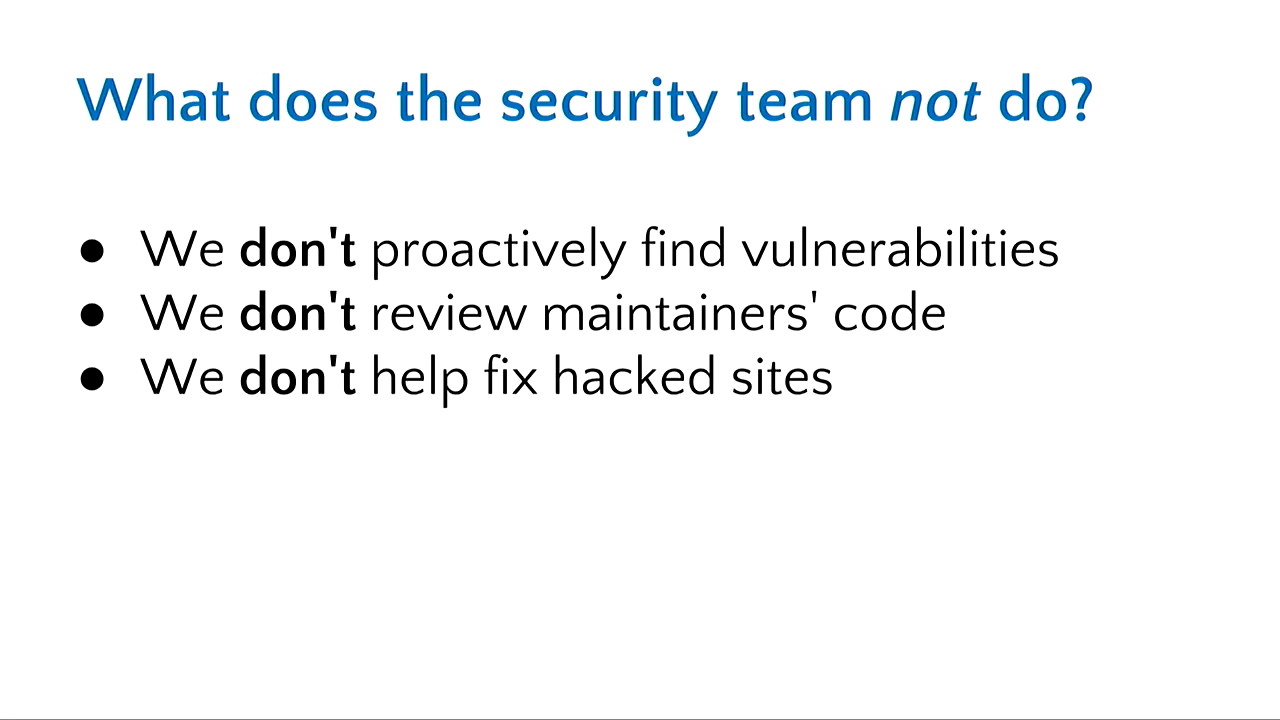 What does the security team not do?
● We don't proactively find vulnerabilities
● We don't review maintainers' code
● We don't help fix hacked sites